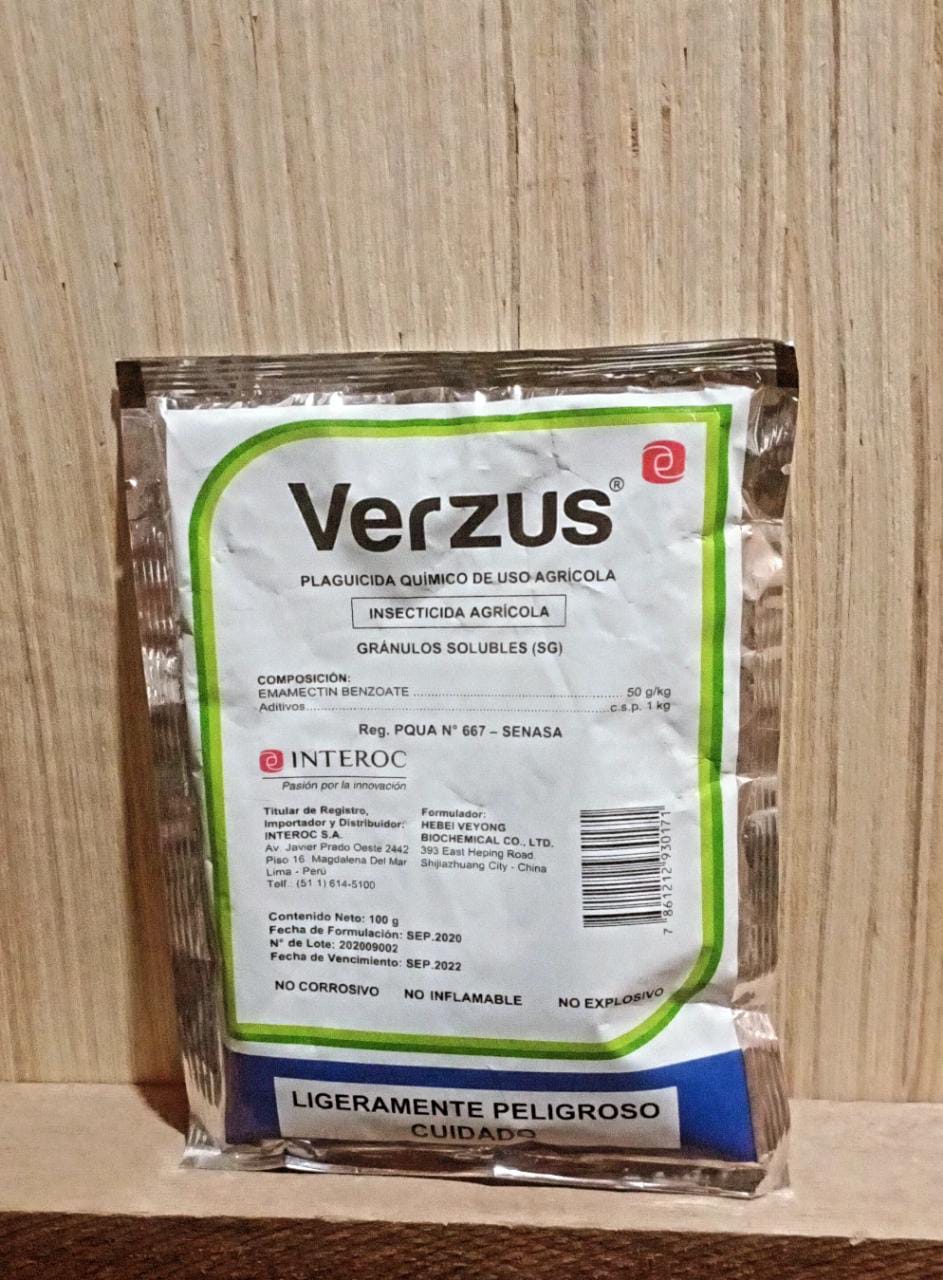 Verzus®
PLAGUICIDA QUÍMICO DE USO AGRÍCOLA
INSECTICIDA AGRÍCOLA
GRÁNULOS SOLUBLES (SG)
COMPOSICIÓN:
EMAMECTIN BENZOATE ........................................ 50 g/kg
Aditivos............................................................c.s.p. 1 kg
Reg. PQUA N° 667 – SENASA
INTEROC
Pasión por la innovación
Titular de Registro,
Importador y Distribuidor:
INTEROC S.A.
Av. Javier Prado Oeste 2442
Piso 16 Magdalena Del Mar
Lima - Perú
Telf.: (51 1) 614-5100
Formulador:
HEBEI VEYONG
BIOCHEMICAL CO., LTD.
393 East Heping Road.
Shijiazhuang City - China
7 861212 930171
Contenido Neto: 100 g
Fecha de Formulación: SEP.2020
N° de Lote: 202009002
Fecha de Vencimiento: SEP.2022
NO CORROSIVO NO INFLAMABLE NO EXPLOSIVO
LIGERAMENTE PELIGROSO
CUIDADO